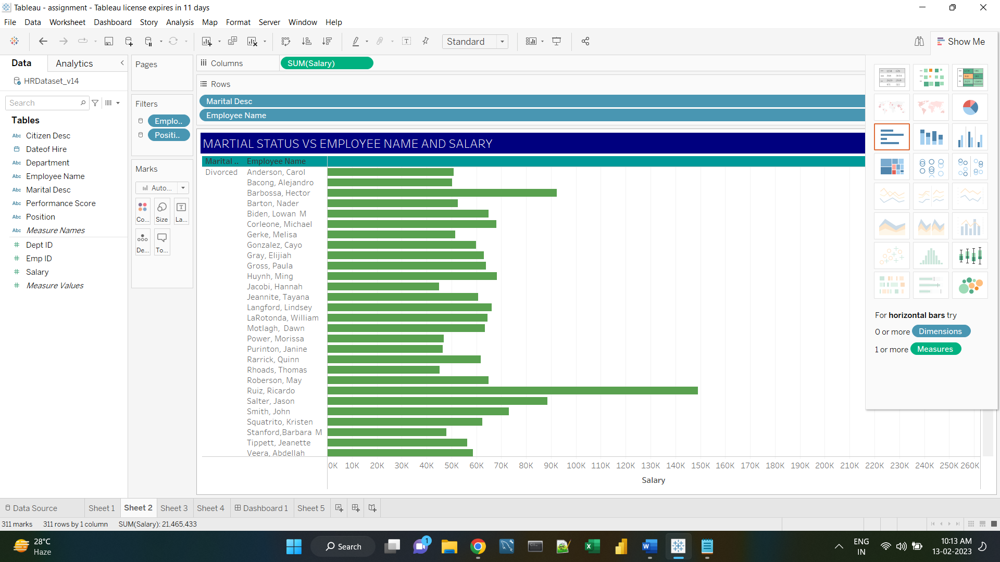 Tableau - assignment - Tableau license expires in 11 days
File Data Worksheet Dashboard Story Analysis Map Format Server Window Help
Standard
Show Me
Data
Analytics
HRDataset_v14
Search
Tables
Abc Citizen Desc
Dateof Hire
Abc Department
Abc Employee Name
Abc Marital Desc
Abc Performance Score
Abc Position
Abc Measure Names
Dept ID
Emp ID
Salary
Measure Values
Pages
Filters
Emplo..
Positi..
Marks
Auto...
Co... Size La...
De... To...
Columns
SUM(Salary)
Rows
Marital Desc
Employee Name
MARTIAL STATUS VS EMPLOYEE NAME AND SALARY
Marital .. Employee Name
Divorced Anderson, Carol
Bacong, Alejandro
Barbossa, Hector
Barton, Nader
Biden, Lowan M
Corleone, Michael
Gerke, Melisa
Gonzalez, Cayo
Gray, Elijiah
Gross, Paula
Huynh, Ming
Jacobi, Hannah
Jeannite, Tayana
Langford, Lindsey
LaRotonda, William
Motlagh, Dawn
Power, Morissa
Purinton, Janine
Rarrick, Quinn
Rhoads, Thomas
Roberson, May
Ruiz, Ricardo
Salter, Jason
Smith, John
Squatrito, Kristen
Stanford,Barbara M
Tippett, Jeanette
Veera, Abdellah
0K 10K 20K 30K 40K 50K 60K 70K 80K 90K 100K 110K 120K 130K 140K 150K 160K 170K 180K 190K 200K 210K 220K 230K 240K 250K 260K
Salary
For horizontal bars try
0 or more Dimensions
1 or more Measures
Data Source Sheet 1 Sheet 2 Sheet 3 Sheet 4 Dashboard 1 Sheet 5
311 marks 311 rows by 1 column SUM(Salary): 21,465,433
28°C
Haze
Search
1
ENG
IN
10:13 AM
13-02-2023